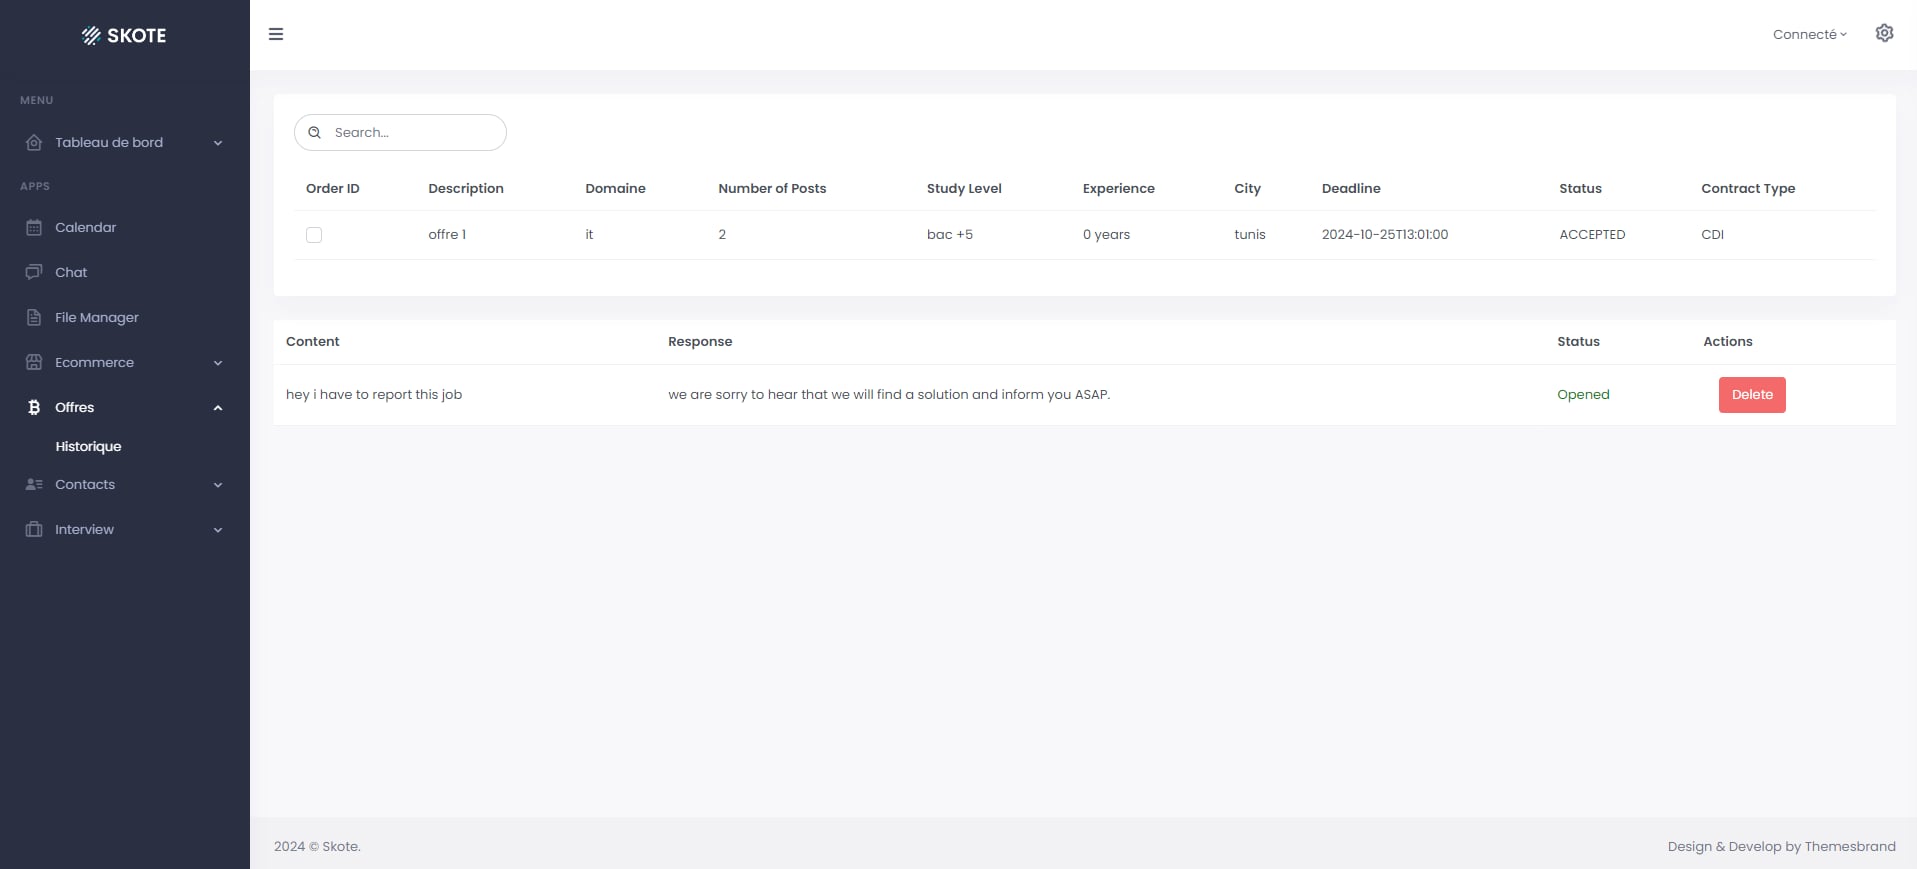 SKOTE
Connecté
MENU
Tableau de bord
APPS
Calendar
Chat
File Manager
Ecommerce
Offres
Historique
Contacts
Interview
Search...
Order ID Description Domaine Number of Posts Study Level Experience City Deadline Status Contract Type
offre 1 it 2 bac +5 0 years tunis 2024-10-25T13:01:00 ACCEPTED CDI
Content Response Status Actions
hey i have to report this job we are sorry to hear that we will find a solution and inform you ASAP. Opened Delete
2024 © Skote. Design & Develop by Themesbrand